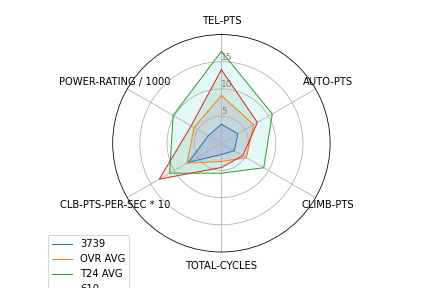 TEL-PTS
15
POWER-RATING / 1000
AUTO-PTS
10
5
CLB-PTS-PER-SEC * 10
CLIMB-PTS
TOTAL-CYCLES
3739
OVR AVG
T24 AVG
610